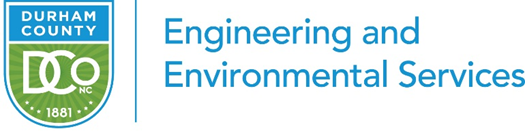 DURHAM
COUNTY
DCO
NC
1881
Engineering and
Environmental Services